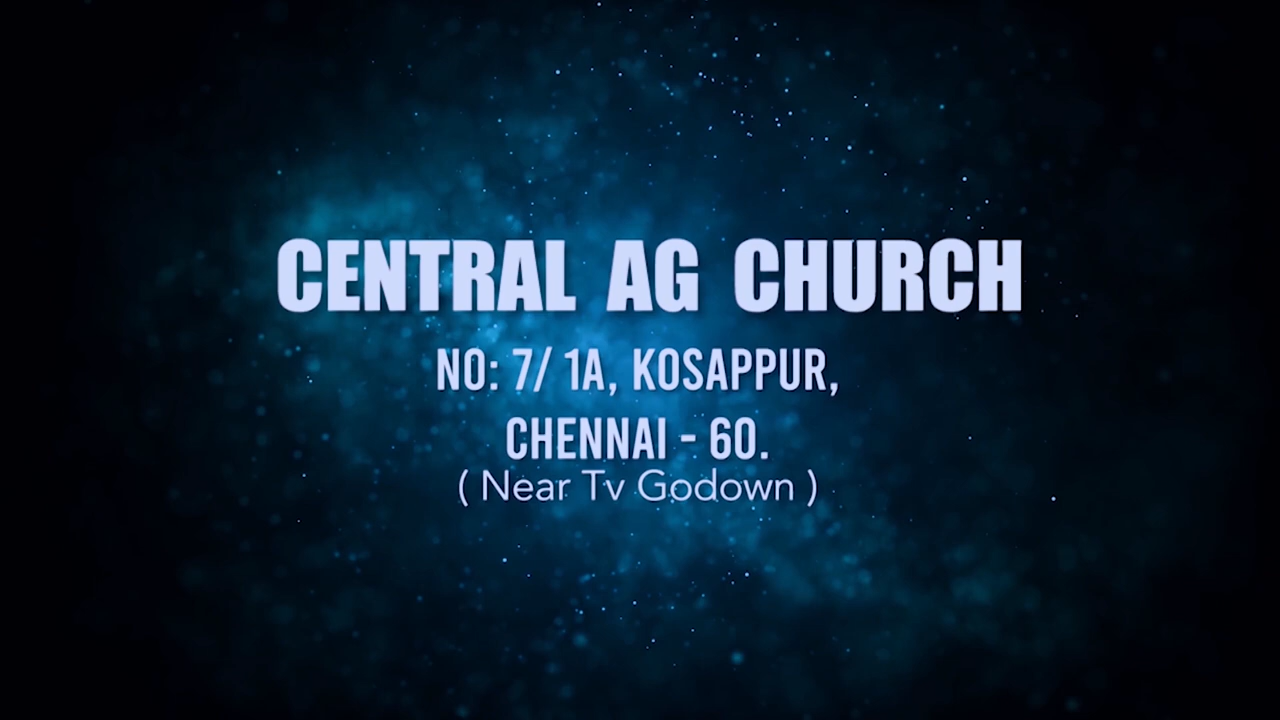 CENTRAL AG CHURCH
NO: 7/ 1A, KOSAPPUR,
CHENNAI - 60.
( Near Tv Godown )